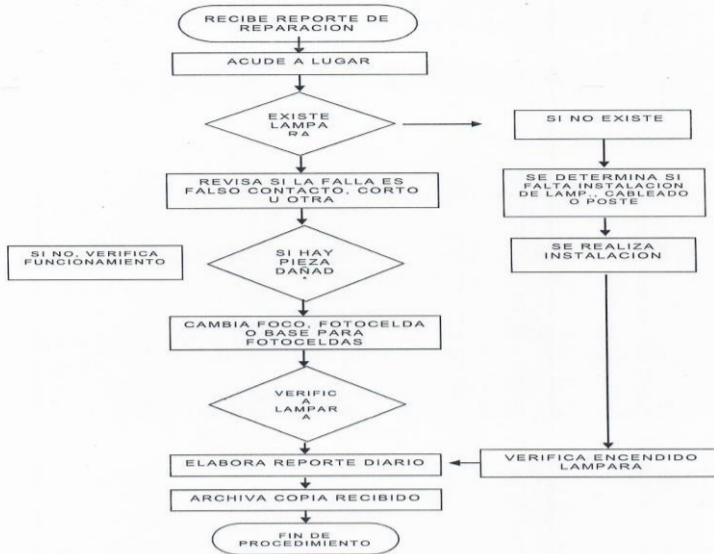 RECIBE REPORTE DE
REPARACION
ACUDE A LUGAR
EXISTE
LAMPA
RA
SI NO EXISTE
REVISA SI LA FALLA ES
FALSO CONTACTO, CORTO
U OTRA
SE DETERMINA SI
FALTA INSTALACION
DE LAMP., CABLEADO
O POSTE
SI NO, VERIFICA
FUNCIONAMIENTO
SI HAY
PIEZA
DAÑAD
SE REALIZA
INSTALACION
CAMBIA FOCO, FOTOCELDA
O BASE PARA
FOTOCELDAS
VERIFIC
A
LAMPAR
A
ELABORA REPORTE DIARIO
VERIFICA ENCENDIDO
LAMPARA
ARCHIVA COPIA RECIBIDO
FIN DE
PROCEDIMIENTO